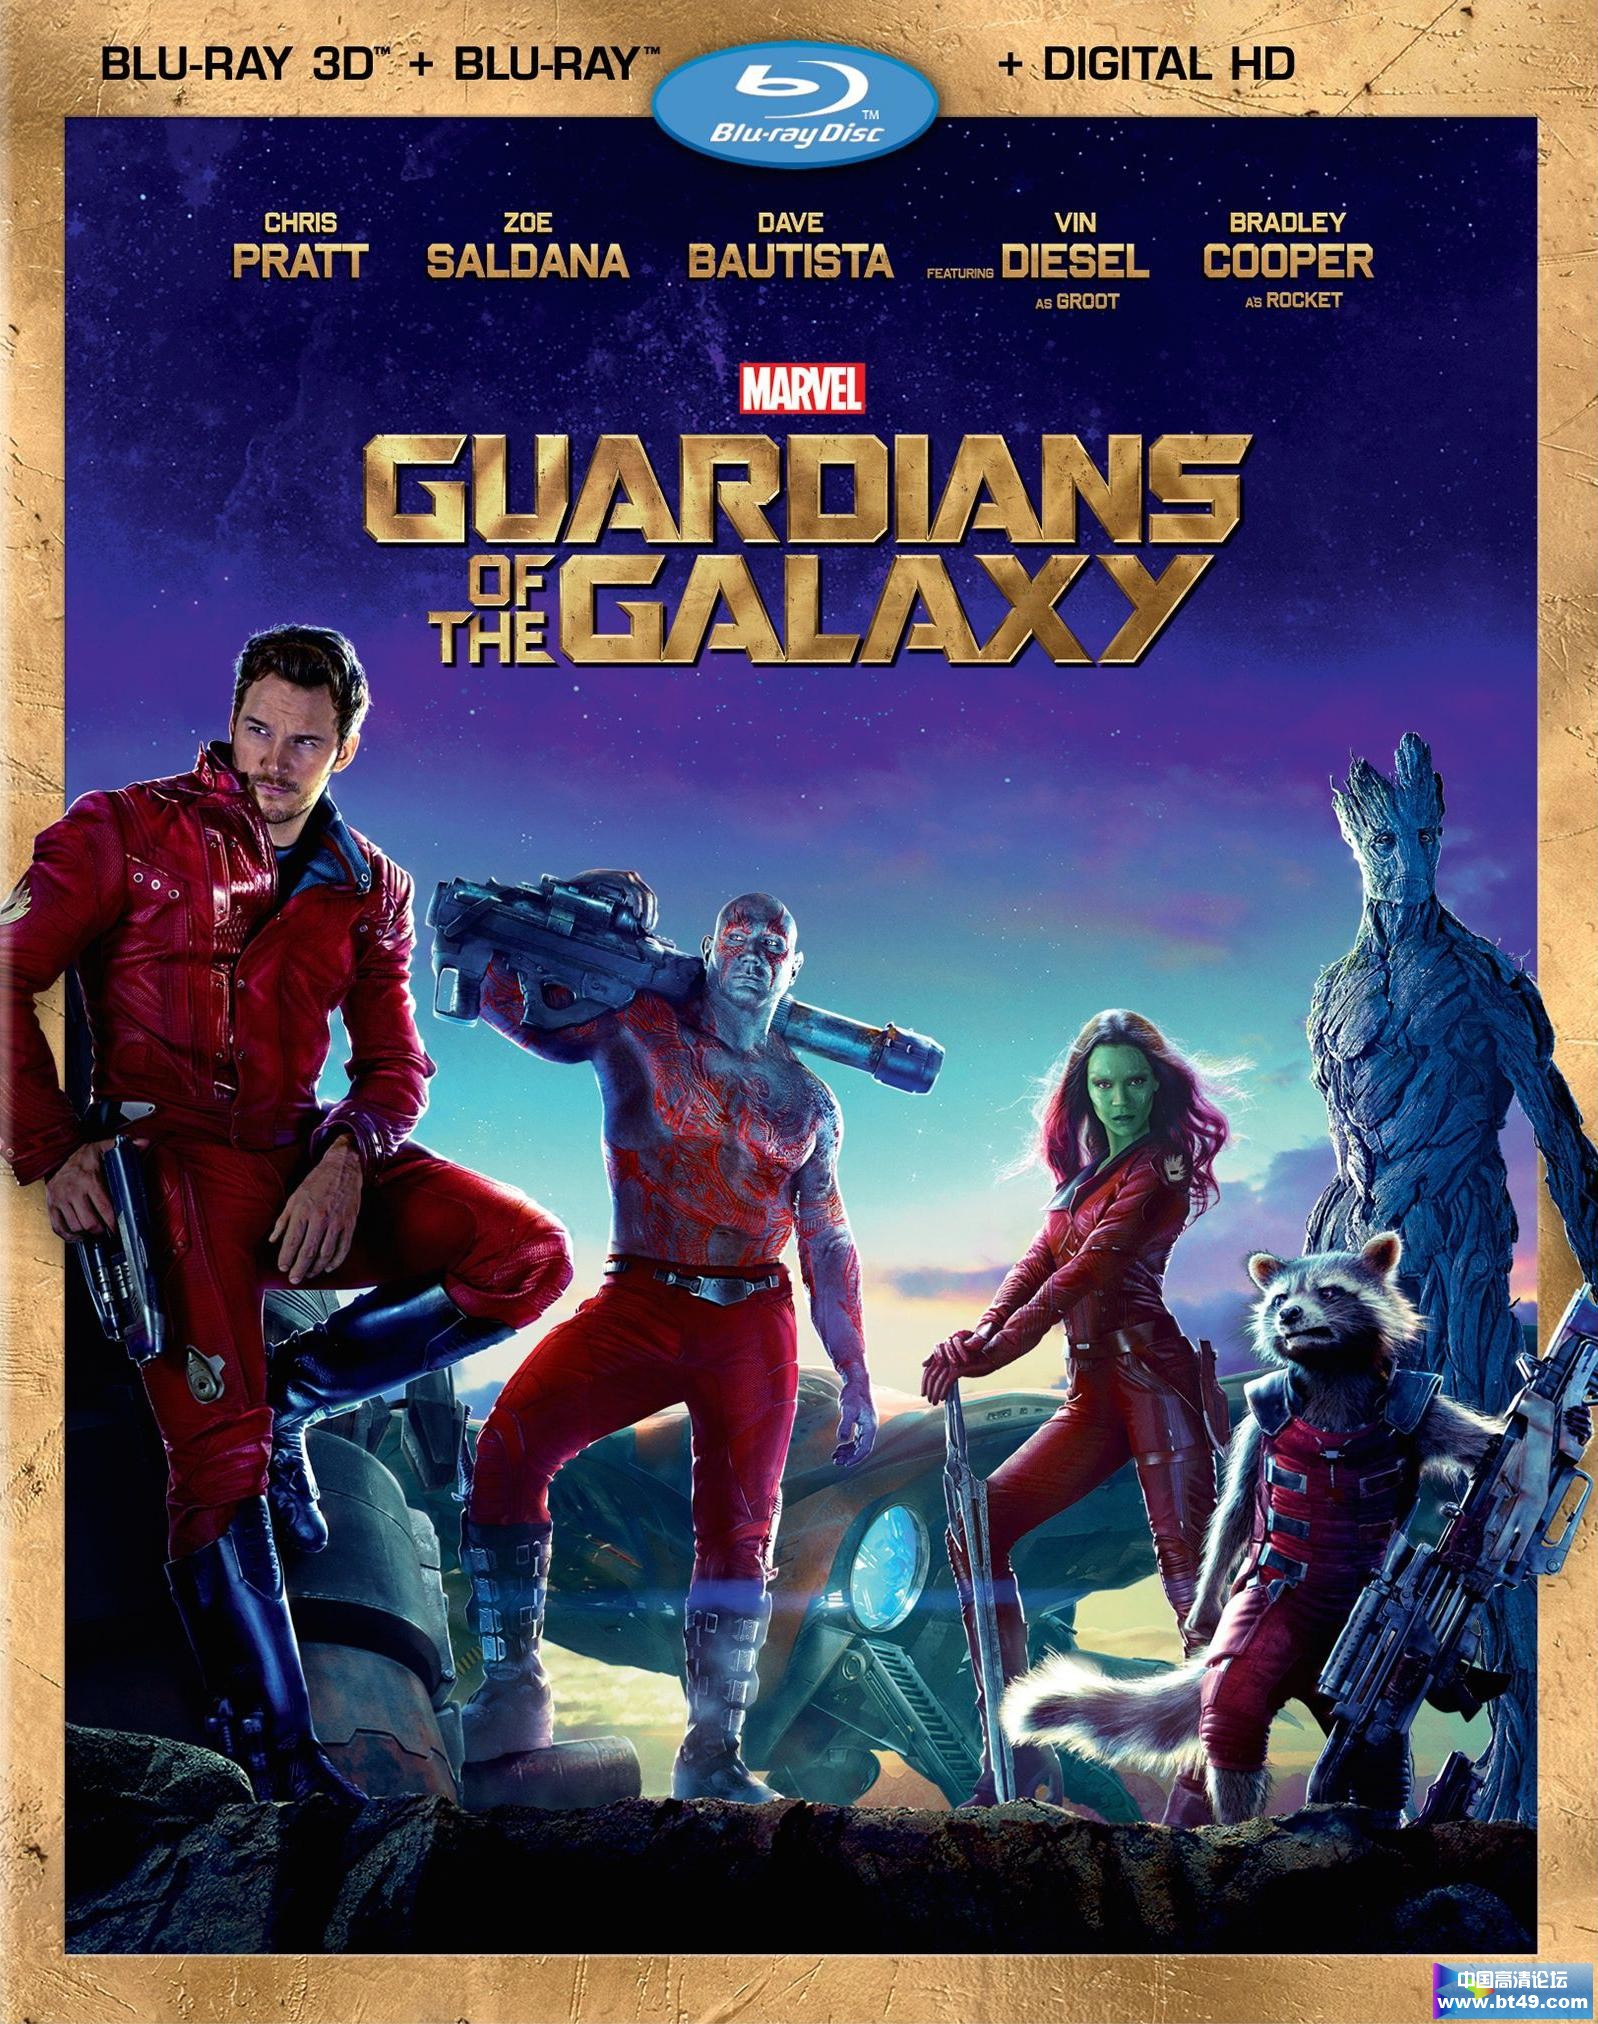 BLU-RAY 3D™ + BLU-RAY™ + DIGITAL HD
Blu-ray Disc™
CHRIS PRATT
ZOE SALDANA
DAVE BAUTISTA
FEATURING VIN DIESEL AS GROOT
BRADLEY COOPER AS ROCKET
MARVEL
GUARDIANS
OF THE GALAXY
中国高清论坛
www.bt49.com